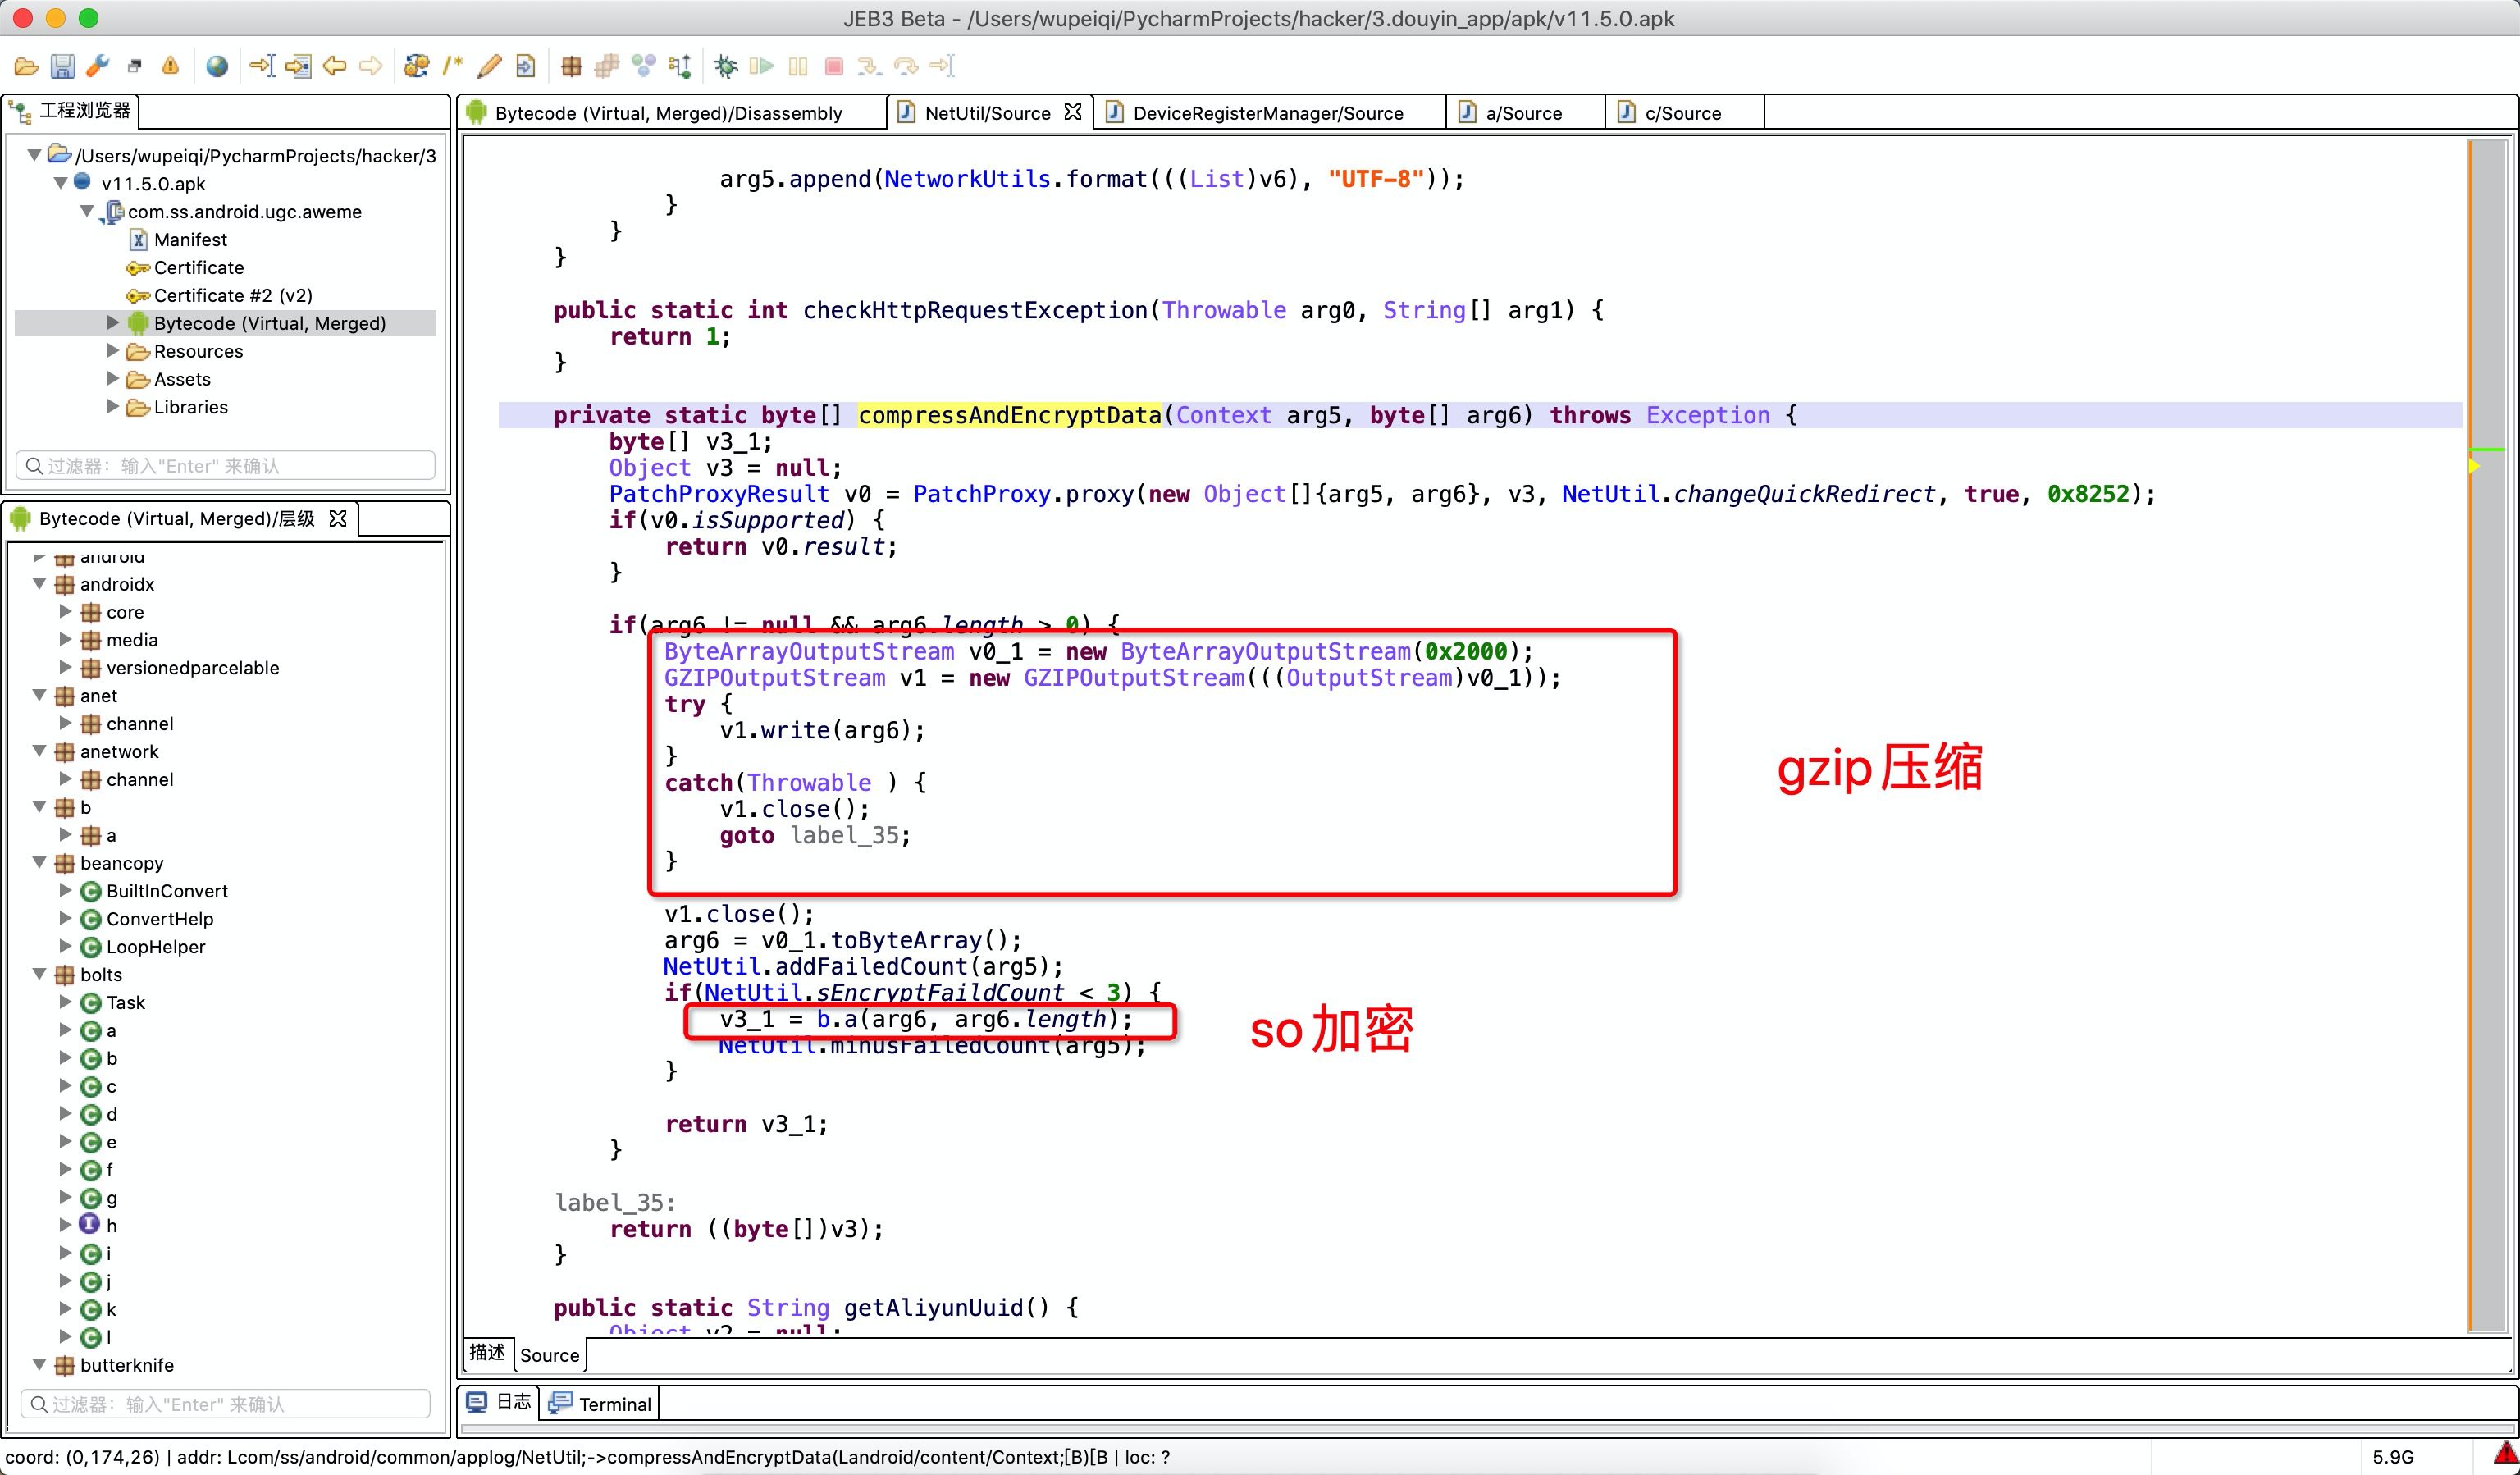 JEB3 Beta - /Users/wupeiqi/PycharmProjects/hacker/3.douyin_app/apk/v11.5.0.apk
工程浏览器
/Users/wupeiqi/PycharmProjects/hacker/3
v11.5.0.apk
com.ss.android.ugc.aweme
Manifest
Certificate
Certificate #2 (v2)
Bytecode (Virtual, Merged)
Resources
Assets
Libraries
过滤器：输入"Enter" 来确认
Bytecode (Virtual, Merged)/层级
android
androidx
core
media
versionedparcelable
anet
channel
anetwork
channel
b
a
beancopy
BuiltInConvert
ConvertHelp
LoopHelper
bolts
Task
a
b
c
d
e
f
g
h
i
j
k
l
butterknife
过滤器：输入"Enter" 来确认
Bytecode (Virtual, Merged)/Disassembly
NetUtil/Source
DeviceRegisterManager/Source
a/Source
c/Source
arg5.append(NetworkUtils.format(((List)v6), "UTF-8"));
}
}
}
public static int checkHttpRequestException(Throwable arg0, String[] arg1) {
return 1;
}
private static byte[] compressAndEncryptData(Context arg5, byte[] arg6) throws Exception {
byte[] v3_1;
Object v3 = null;
PatchProxyResult v0 = PatchProxy.proxy(new Object[]{arg5, arg6}, v3, NetUtil.changeQuickRedirect, true, 0x8252);
if(v0.isSupported) {
return v0.result;
}
if(arg6 != null && arg6.length > 0) {
ByteArrayOutputStream v0_1 = new ByteArrayOutputStream(0x2000);
GZIPOutputStream v1 = new GZIPOutputStream(((OutputStream)v0_1));
try {
v1.write(arg6);
}
catch(Throwable ) {
v1.close();
goto label_35;
}
gzip压缩
v1.close();
arg6 = v0_1.toByteArray();
NetUtil.addFailedCount(arg5);
if(NetUtil.sEncryptFaildCount < 3) {
v3_1 = b.a(arg6, arg6.length);
so加密
NetUtil.minusFailedCount(arg5);
}
return v3_1;
}
label_35:
return ((byte[])v3);
}
public static String getAliyunUuid() {
Object v2 = null;
描述
Source
日志
Terminal
coord: (0,174,26) | addr: Lcom/ss/android/common/applog/NetUtil;->compressAndEncryptData(Landroid/content/Context;[B)[B | loc: ?
5.9G